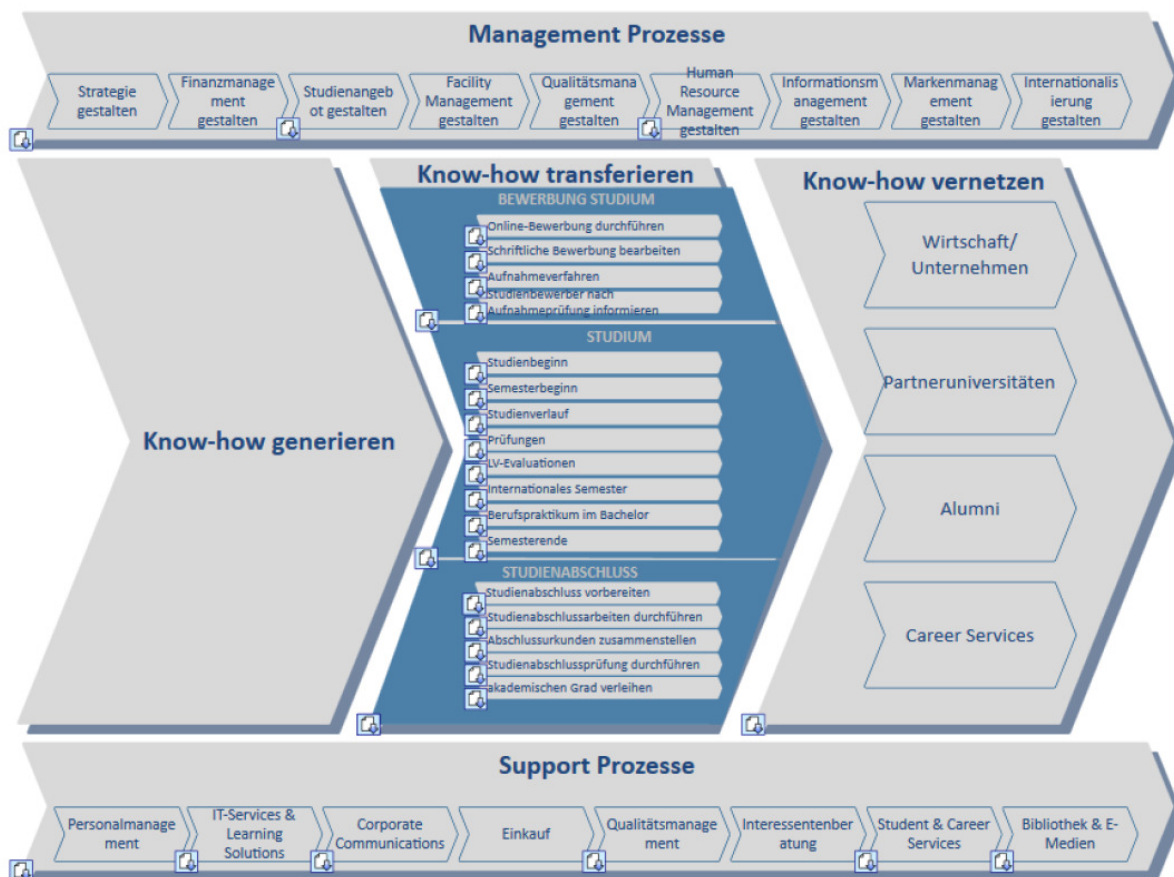 Management Prozesse
Strategie
gestalten
Finanzmanage
ment
gestalten
Studienangeb
ot gestalten
Facility
Management
gestalten
Qualitätsmana
gement
gestalten
Human
Resource
Management
gestalten
Informationsm
anagement
gestalten
Markenmanag
ement
gestalten
Internationalis
ierung
gestalten
Know-how generieren
Know-how transferieren
BEWERBUNG STUDIUM
Online-Bewerbung durchführen
Schriftliche Bewerbung bearbeiten
Aufnahmeverfahren
Studienbewerber nach
Aufnahmeprüfung informieren
STUDIUM
Studienbeginn
Semesterbeginn
Studienverlauf
Prüfungen
LV-Evaluationen
Internationales Semester
Berufspraktikum im Bachelor
Semesterende
STUDIENABSCHLUSS
Studienabschluss vorbereiten
Studienabschlussarbeiten durchführen
Abschlussurkunden zusammenstellen
Studienabschlussprüfung durchführen
akademischen Grad verleihen
Know-how vernetzen
Wirtschaft/
Unternehmen
Partneruniversitäten
Alumni
Career Services
Support Prozesse
Personalmanage
ment
IT-Services &
Learning
Solutions
Corporate
Communications
Einkauf
Qualitätsmanage
ment
Interessentenber
atung
Student & Career
Services
Bibliothek & E-
Medien